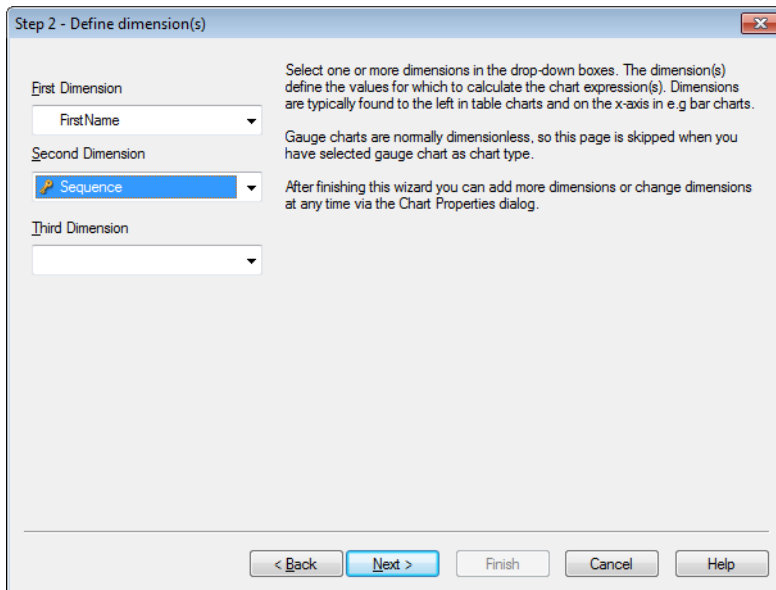 Step 2 - Define dimension(s)
First Dimension
FirstName
Second Dimension
Sequence
Third Dimension
Select one or more dimensions in the drop-down boxes. The dimension(s)
define the values for which to calculate the chart expression(s). Dimensions
are typically found to the left in table charts and on the x-axis in e.g bar charts.
Gauge charts are normally dimensionless, so this page is skipped when you
have selected gauge chart as chart type.
After finishing this wizard you can add more dimensions or change dimensions
at any time via the Chart Properties dialog.
< Back
Next >
Finish
Cancel
Help